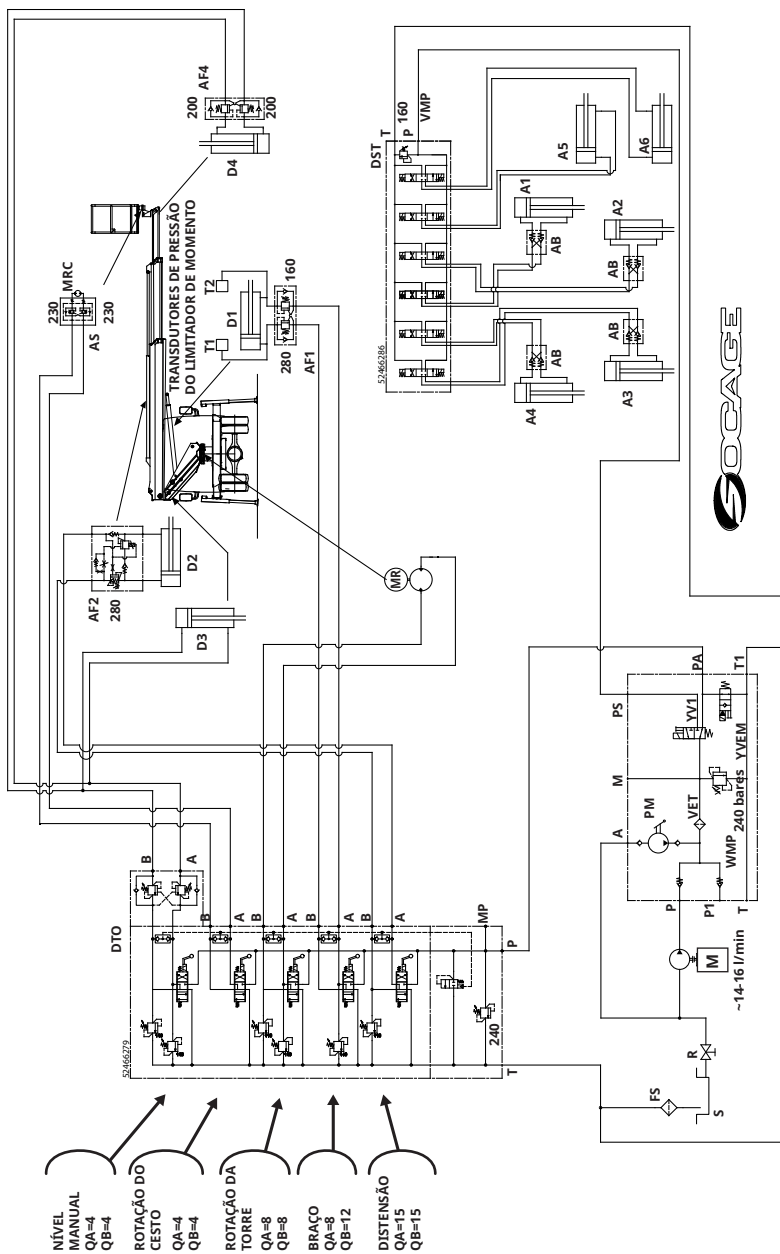 NÍVEL
MANUAL
QA=4
QB=4
ROTAÇÃO DO
CESTO
QA=4
QB=4
ROTAÇÃO DA
TORRE
QA=8
QB=8
BRAÇO
QA=8
QB=12
DISTENSÃO
QA=15
QB=15
DTO
52466279
B
A
B
A
B
A
B
A
B
A
MP
P
T
240
AF2
280
D2
D3
MR
230
MRC
230
AS
TRANSDUTORES DE PRESSÃO
DO LIMITADOR DE MOMENTO
T1
T2
D1
280
160
AF1
200
AF4
200
D4
DST
T
160
P
VMP
52466286
A1
AB
A2
AB
A3
AB
A4
AB
A5
A6
FS
S
R
M
~14-16 l/min
A
M
PS
PA
P
P1
T
T1
PM
VET
WMP
240 bares
YVEM
YV1
SOCAGE